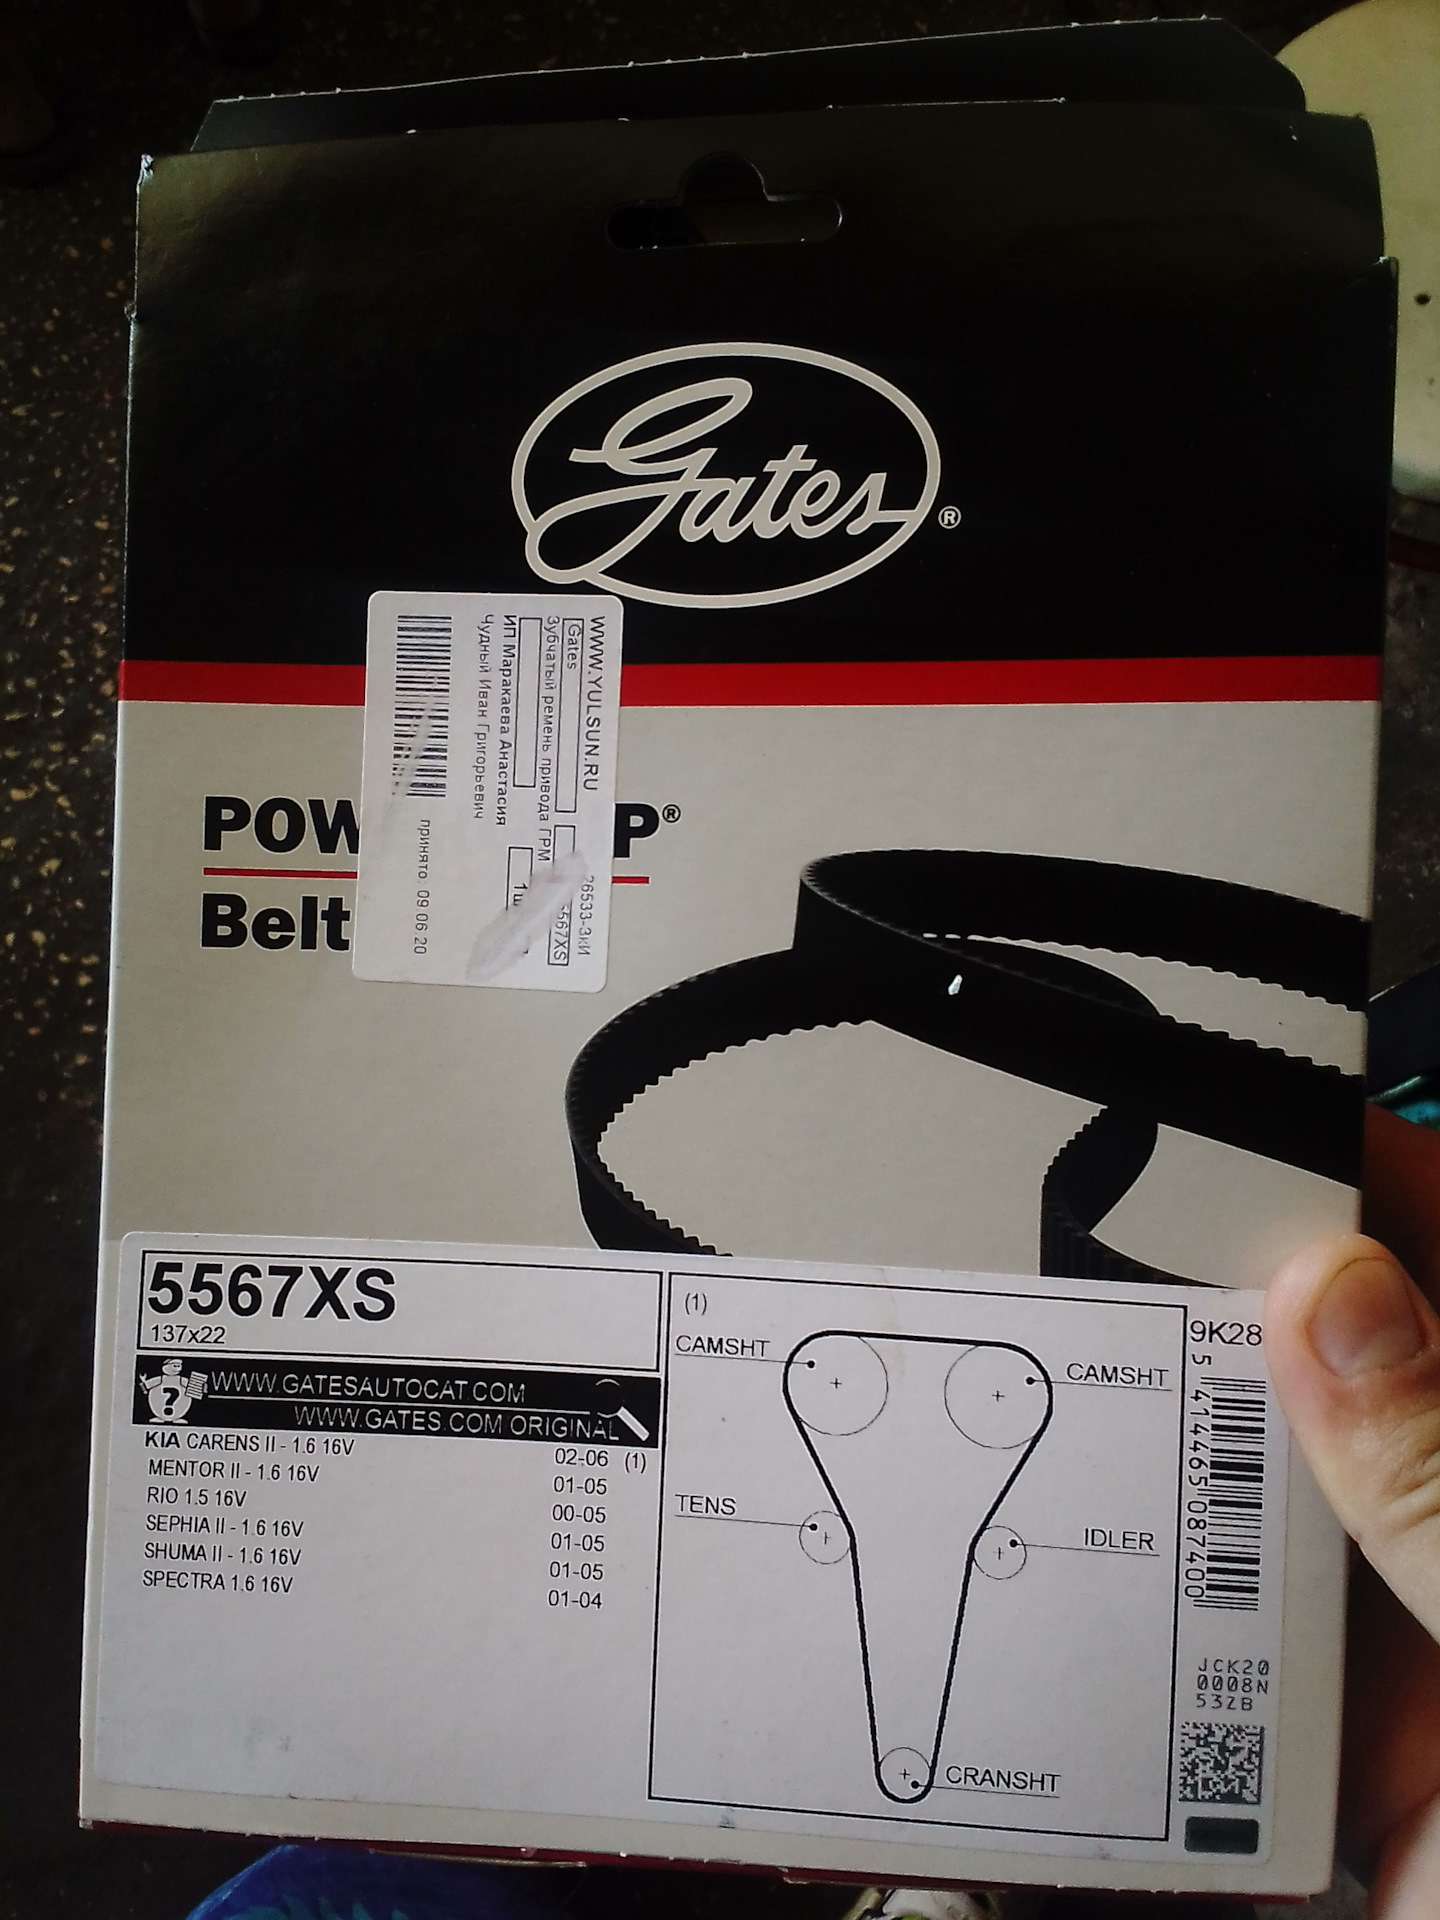 Gates®
WWW.YULSUN.RU
26533-ЗкИ
Gates
567XS
Зубчатый ремень привода ГРМ
ИП Маракаева Анастасия
Чудный Иван Григорьевич
принято: 09.06.20
POW P®
Belt
5567XS
137x22
WWW.GATESAUTOCAT.COM
WWW.GATES.COM/ORIGINAL
KIA CARENS II - 1.6 16V 02-06 (1)
MENTOR II - 1.6 16V 01-05
RIO 1.5 16V 00-05
SEPHIA II - 1.6 16V 01-05
SHUMA II - 1.6 16V 01-05
SPECTRA 1.6 16V 01-04
(1)
CAMSHT
CAMSHT
TENS
IDLER
CRANSHT
9K28
5 414465 087400
JCK20
0008N
532B